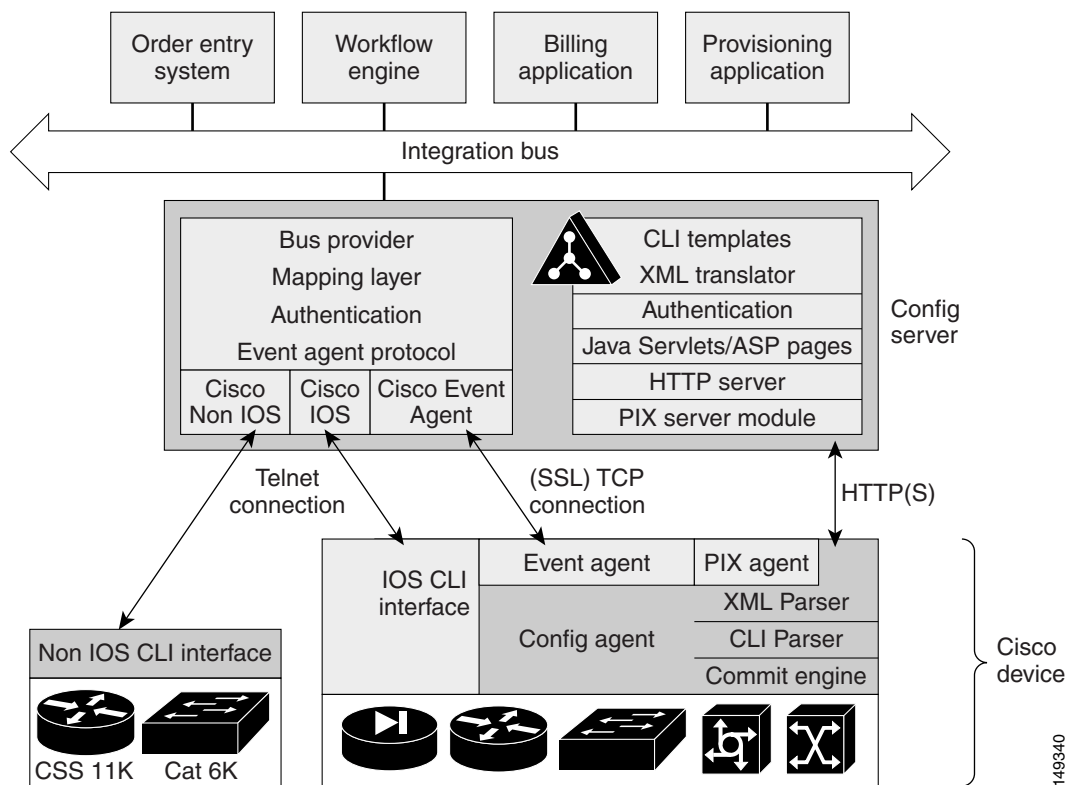 Order entry
system
Workflow
engine
Billing
application
Provisioning
application
Integration bus
Bus provider
Mapping layer
Authentication
Event agent protocol
Cisco
Non IOS
Cisco
IOS
Cisco Event
Agent
CLI templates
XML translator
Authentication
Java Servlets/ASP pages
HTTP server
PIX server module
Config
server
Telnet
connection
(SSL) TCP
connection
HTTP(S)
IOS CLI
interface
Event agent
PIX agent
Config agent
XML Parser
CLI Parser
Commit engine
Cisco
device
Non IOS CLI interface
CSS 11K
Cat 6K
149340